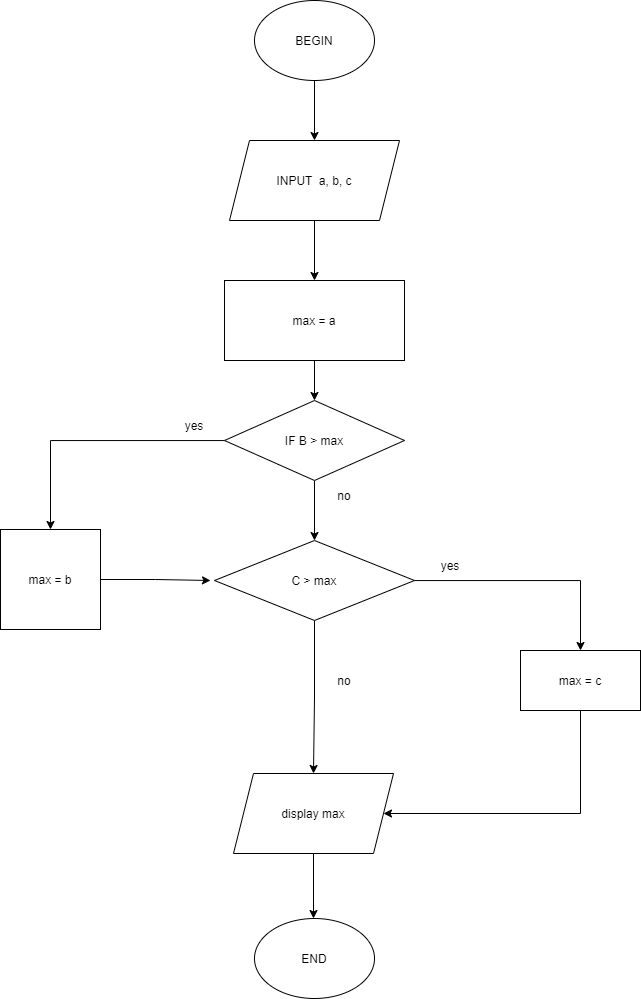 BEGIN
INPUT  a, b, c
max = a
yes
IF B > max
no
max = b
C > max
yes
max = c
no
display max
END